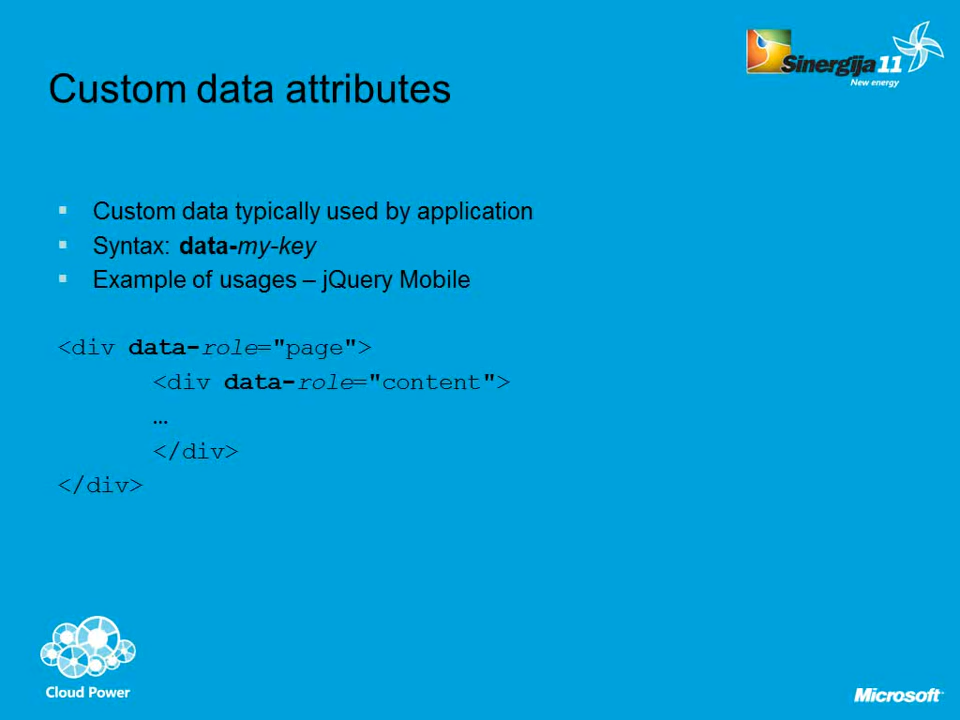 Sinergija 11
New energy
Custom data attributes
Custom data typically used by application
Syntax: data-my-key
Example of usages – jQuery Mobile
<div data-role="page">
<div data-role="content">
…
</div>
</div>
Cloud Power
Microsoft